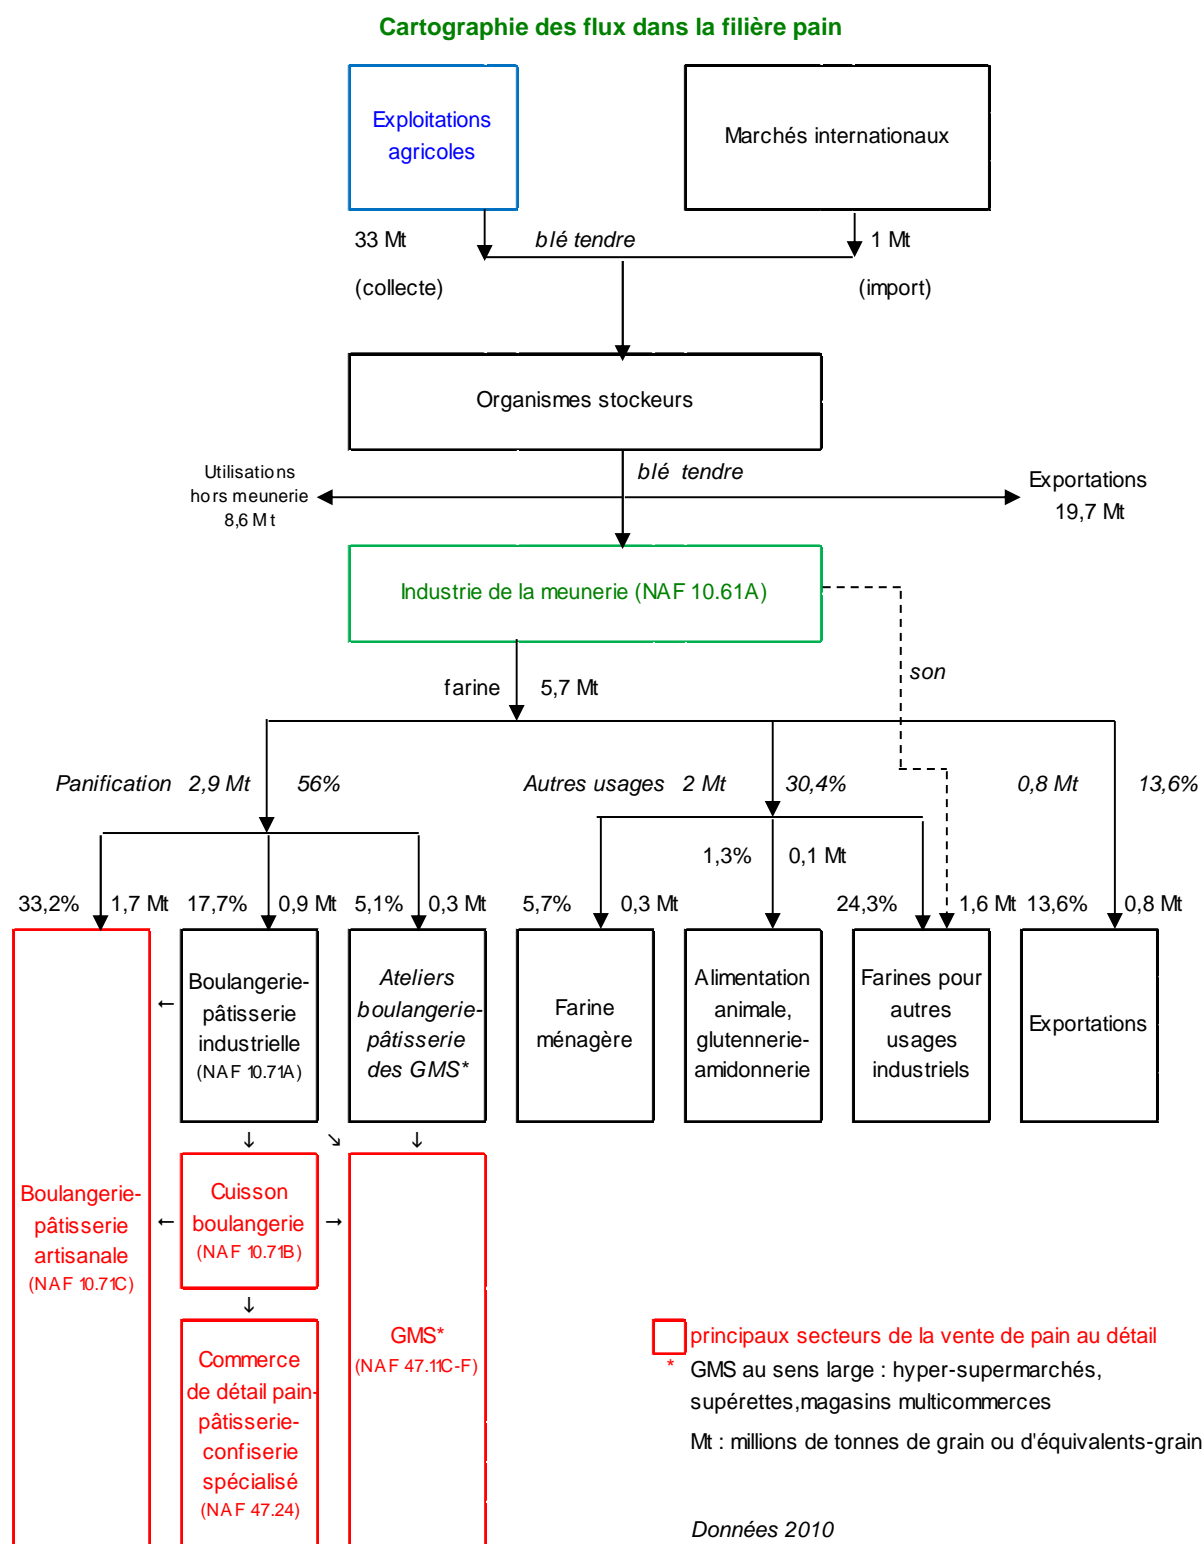 Cartographie des flux dans la filière pain
Exploitations
agricoles
Marchés internationaux
33 Mt
blé tendre
1 Mt
(collecte)
(import)
Organismes stockeurs
blé tendre
Utilisations
hors meunerie
8,6 Mt
Exportations
19,7 Mt
Industrie de la meunerie (NAF 10.61A)
son
farine 5,7 Mt
Panification 2,9 Mt 56%
Autres usages 2 Mt 30,4%
0,8 Mt 13,6%
1,3% 0,1 Mt
33,2% 1,7 Mt 17,7% 0,9 Mt 5,1% 0,3 Mt 5,7% 0,3 Mt 24,3% 1,6 Mt 13,6% 0,8 Mt
Boulangerie-
pâtisserie
industrielle
(NAF 10.71A)
Ateliers
boulangerie-
pâtisserie
des GMS*
Farine
ménagère
Alimentation
animale,
glutennerie-
amidonnerie
Farines pour
autres
usages
industriels
Exportations
Boulangerie-
pâtisserie
artisanale
(NAF 10.71C)
Cuisson
boulangerie
(NAF 10.71B)
GMS*
(NAF 47.11C-F)
Commerce
de détail pain-
pâtisserie-
confiserie
spécialisé
(NAF 47.24)
principaux secteurs de la vente de pain au détail
* GMS au sens large : hyper-supermarchés,
supérettes,magasins multicommerces
Mt : millions de tonnes de grain ou d'équivalents-grain
Données 2010